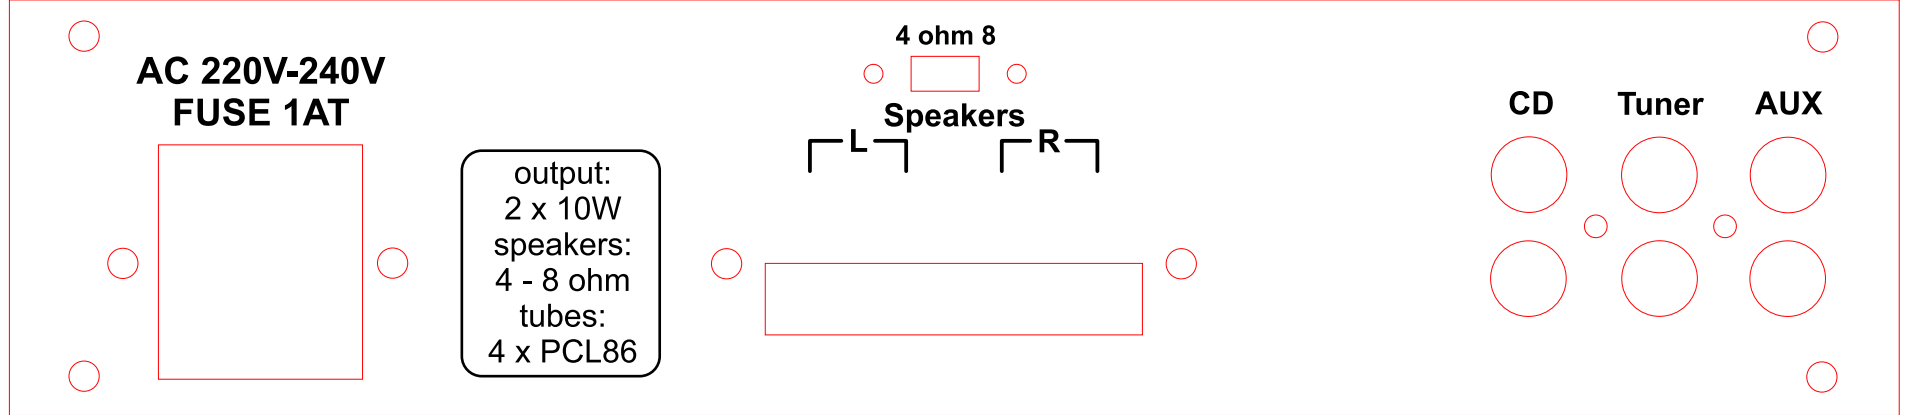 AC 220V-240V
FUSE 1AT
output:
2 x 10W
speakers:
4 - 8 ohm
tubes:
4 x PCL86
4 ohm 8
Speakers
L R
CD Tuner AUX